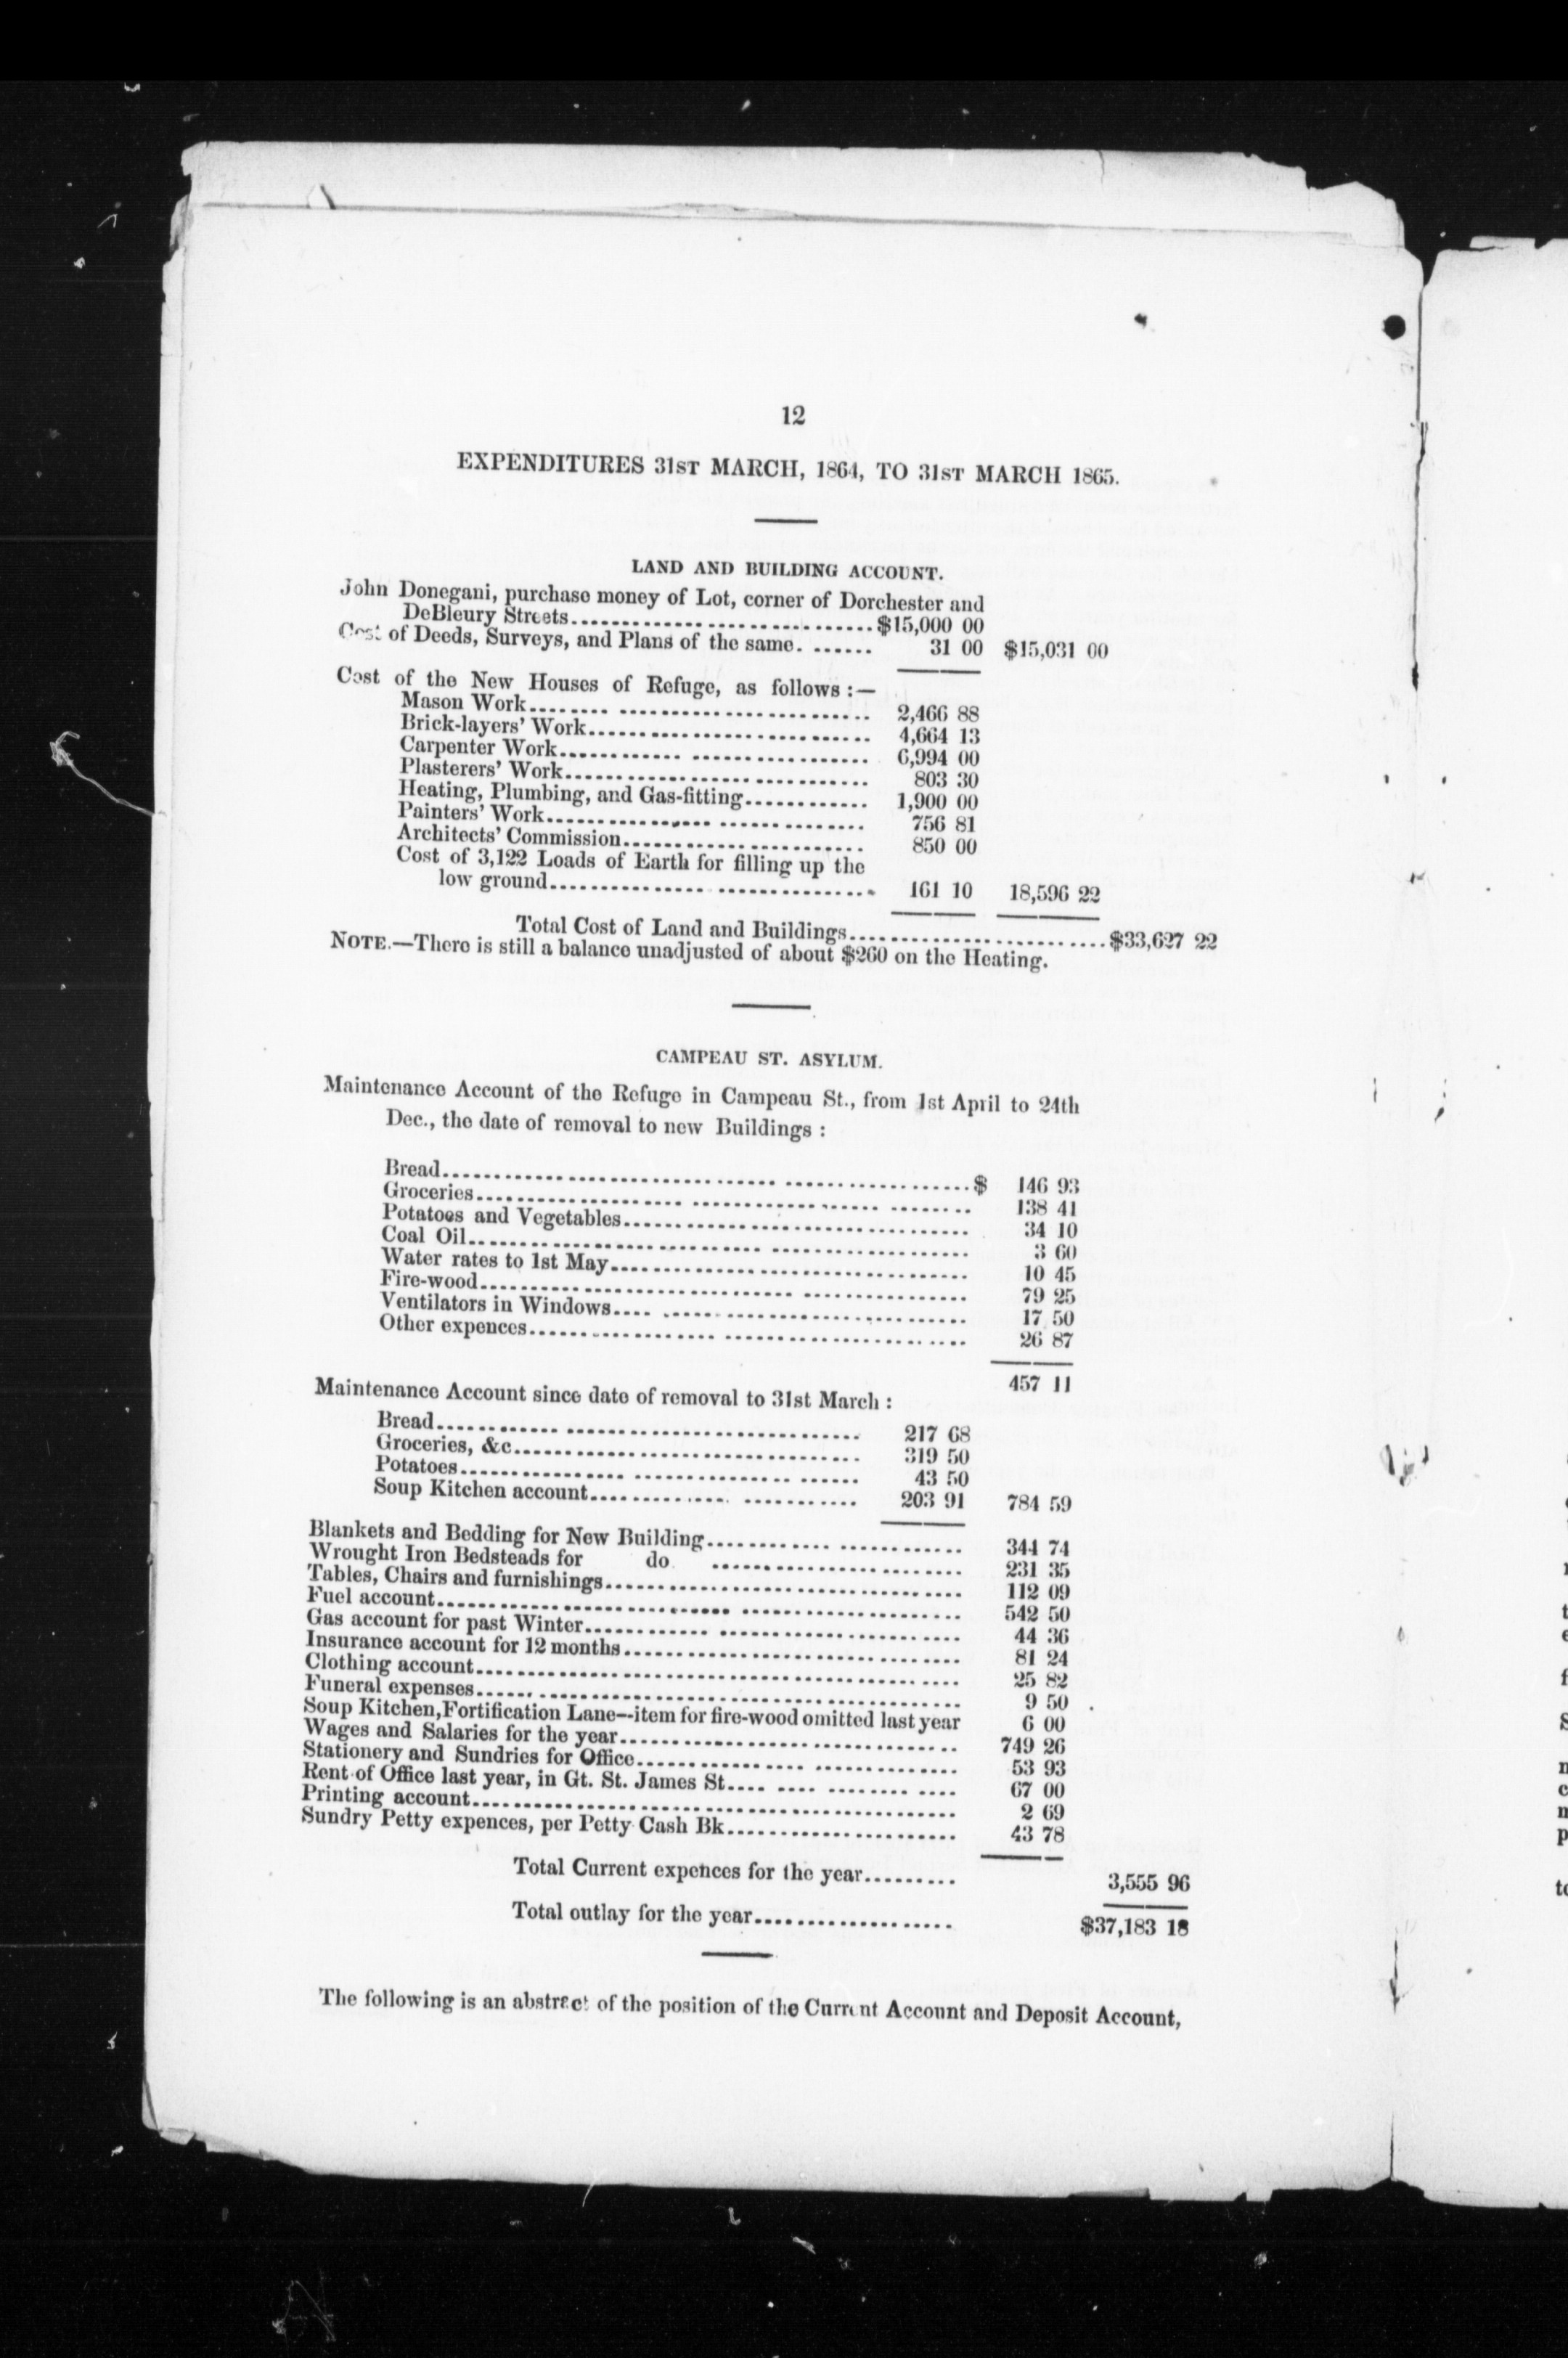 12
EXPENDITURES 31ST MARCH, 1864, TO 31ST MARCH 1865.
LAND AND BUILDING ACCOUNT.
John Donegani, purchase money of Lot, corner of Dorchester and
DeBleury Streets..............................$15,000 00
Cost of Deeds, Surveys, and Plans of the same. ....... 31 00 $15,031 00
Cost of the New Houses of Refuge, as follows :—
Mason Work........ ........................ 2,466 88
Brick-layers' Work........................... 4,664 13
Carpenter Work............ ................. 6,994 00
Plasterers' Work............................. 803 30
Heating, Plumbing, and Gas-fitting............ 1,900 00
Painters' Work................ .............. 756 81
Architects' Commission....................... 850 00
Cost of 3,122 Loads of Earth for filling up the
low ground............... ............... 161 10 18,596 22
Total Cost of Land and Buildings.........................$33,627 22
NOTE.—There is still a balance unadjusted of about $260 on the Heating.
CAMPEAU ST. ASYLUM.
Maintenance Account of the Refuge in Campeau St., from 1st April to 24th
Dec., the date of removal to new Buildings :
Bread................................ ..................$ 146 93
Groceries.................... .................. ........ 138 41
Potatoes and Vegetables.................................. 34 10
Coal Oil............................. ................... 3 60
Water rates to 1st May................................... 10 45
Fire-wood.............................. ................ 79 25
Ventilators in Windows.... .............................. 17 50
Other expences................... ....................... 26 87
457 11
Maintenance Account since date of removal to 31st March :
Bread............ ............................. 217 68
Groceries, &c.................................. 319 50
Potatoes................ ............... ...... 43 50
Soup Kitchen account............. ........... 203 91 784 59
Blankets and Bedding for New Building............ ............ 344 74
Wrought Iron Bedsteads for do ........................ 231 35
Tables, Chairs and furnishings................................... 112 09
Fuel account............................. ..................... 542 50
Gas account for past Winter............ ....................... 44 36
Insurance account for 12 months................................. 81 24
Clothing account............................................... 25 82
Funeral expenses...... ......................................... 9 50
Soup Kitchen, Fortification Lane--item for fire-wood omitted last year 6 00
Wages and Salaries for the year................................. 749 26
Stationery and Sundries for Office................ .............. 53 93
Rent of Office last year, in Gt. St. James St.... .... ........ .... 67 00
Printing account............................................... 2 69
Sundry Petty expences, per Petty Cash Bk...................... 43 78
Total Current expences for the year......... 3,555 96
Total outlay for the year................... $37,183 18
The following is an abstract of the position of the Current Account and Deposit Account,